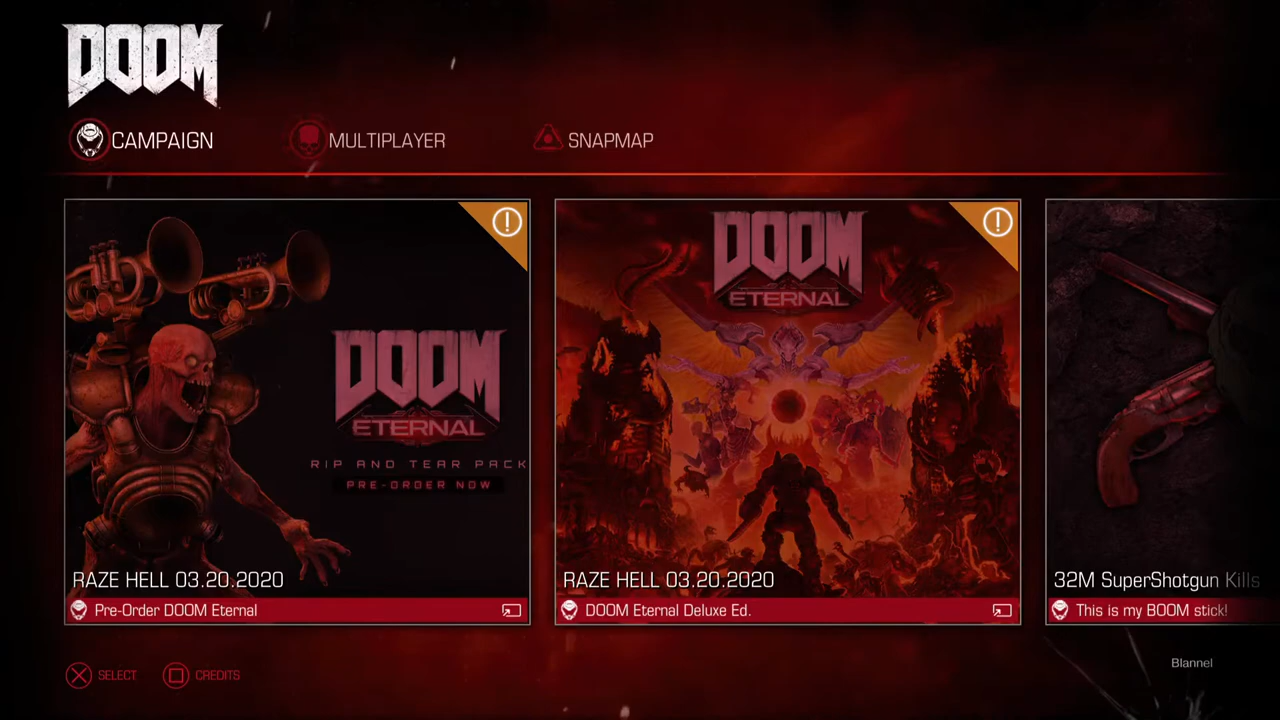 DOOM
CAMPAIGN
MULTIPLAYER
SNAPMAP
DOOM
ETERNAL
RIP AND TEAR PACK
PRE-ORDER NOW
RAZE HELL 03.20.2020
Pre-Order DOOM Eternal
DOOM
ETERNAL
RAZE HELL 03.20.2020
DOOM Eternal Deluxe Ed.
32M SuperShotgun Kills
This is my BOOM stick!
SELECT
CREDITS
Blannel